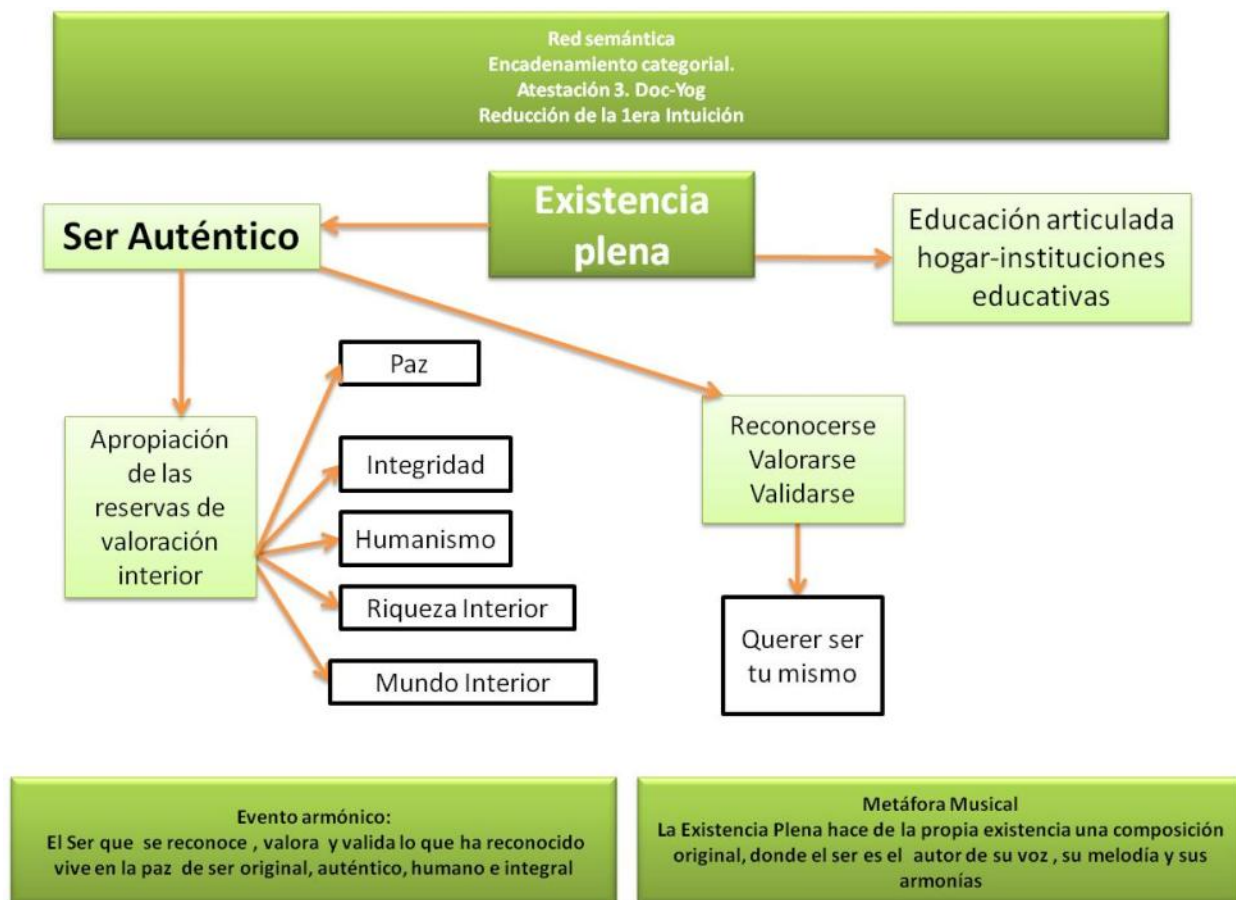 Red semántica
Encadenamiento categorial.
Atestación 3. Doc-Yog
Reducción de la 1era Intuición
Existencia
plena
Ser Auténtico
Educación articulada
hogar-instituciones
educativas
Paz
Apropiación
de las
reservas de
valoración
interior
Integridad
Humanismo
Riqueza Interior
Mundo Interior
Reconocerse
Valorarse
Validarse
Querer ser
tu mismo
Evento armónico:
El Ser que se reconoce , valora y valida lo que ha reconocido
vive en la paz de ser original, auténtico, humano e integral
Metáfora Musical
La Existencia Plena hace de la propia existencia una composición
original, donde el ser es el autor de su voz , su melodía y sus
armonías